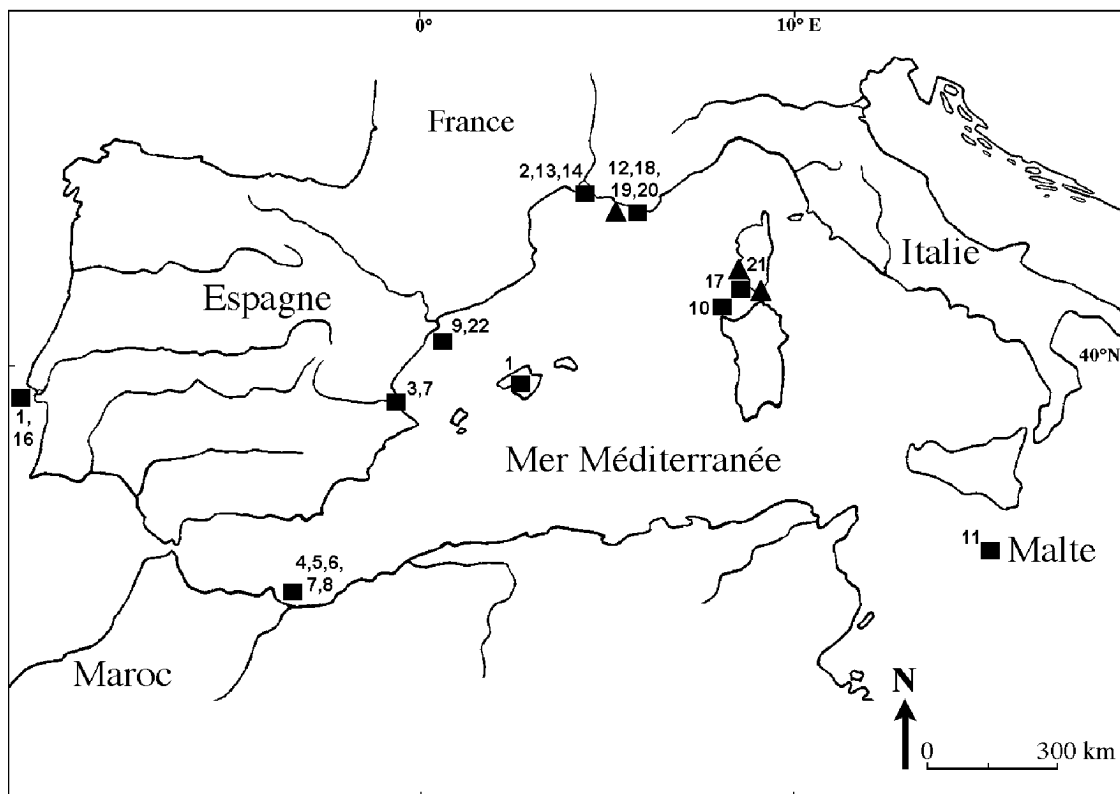 0°
10° E
France
2,13,14
12,18,
19,20
Italie
21
17
10
Espagne
9,22
40°N
1
3,7
1,
16
Mer Méditerranée
11
Malte
4,5,6,
7,8
Maroc
N
0
300 km